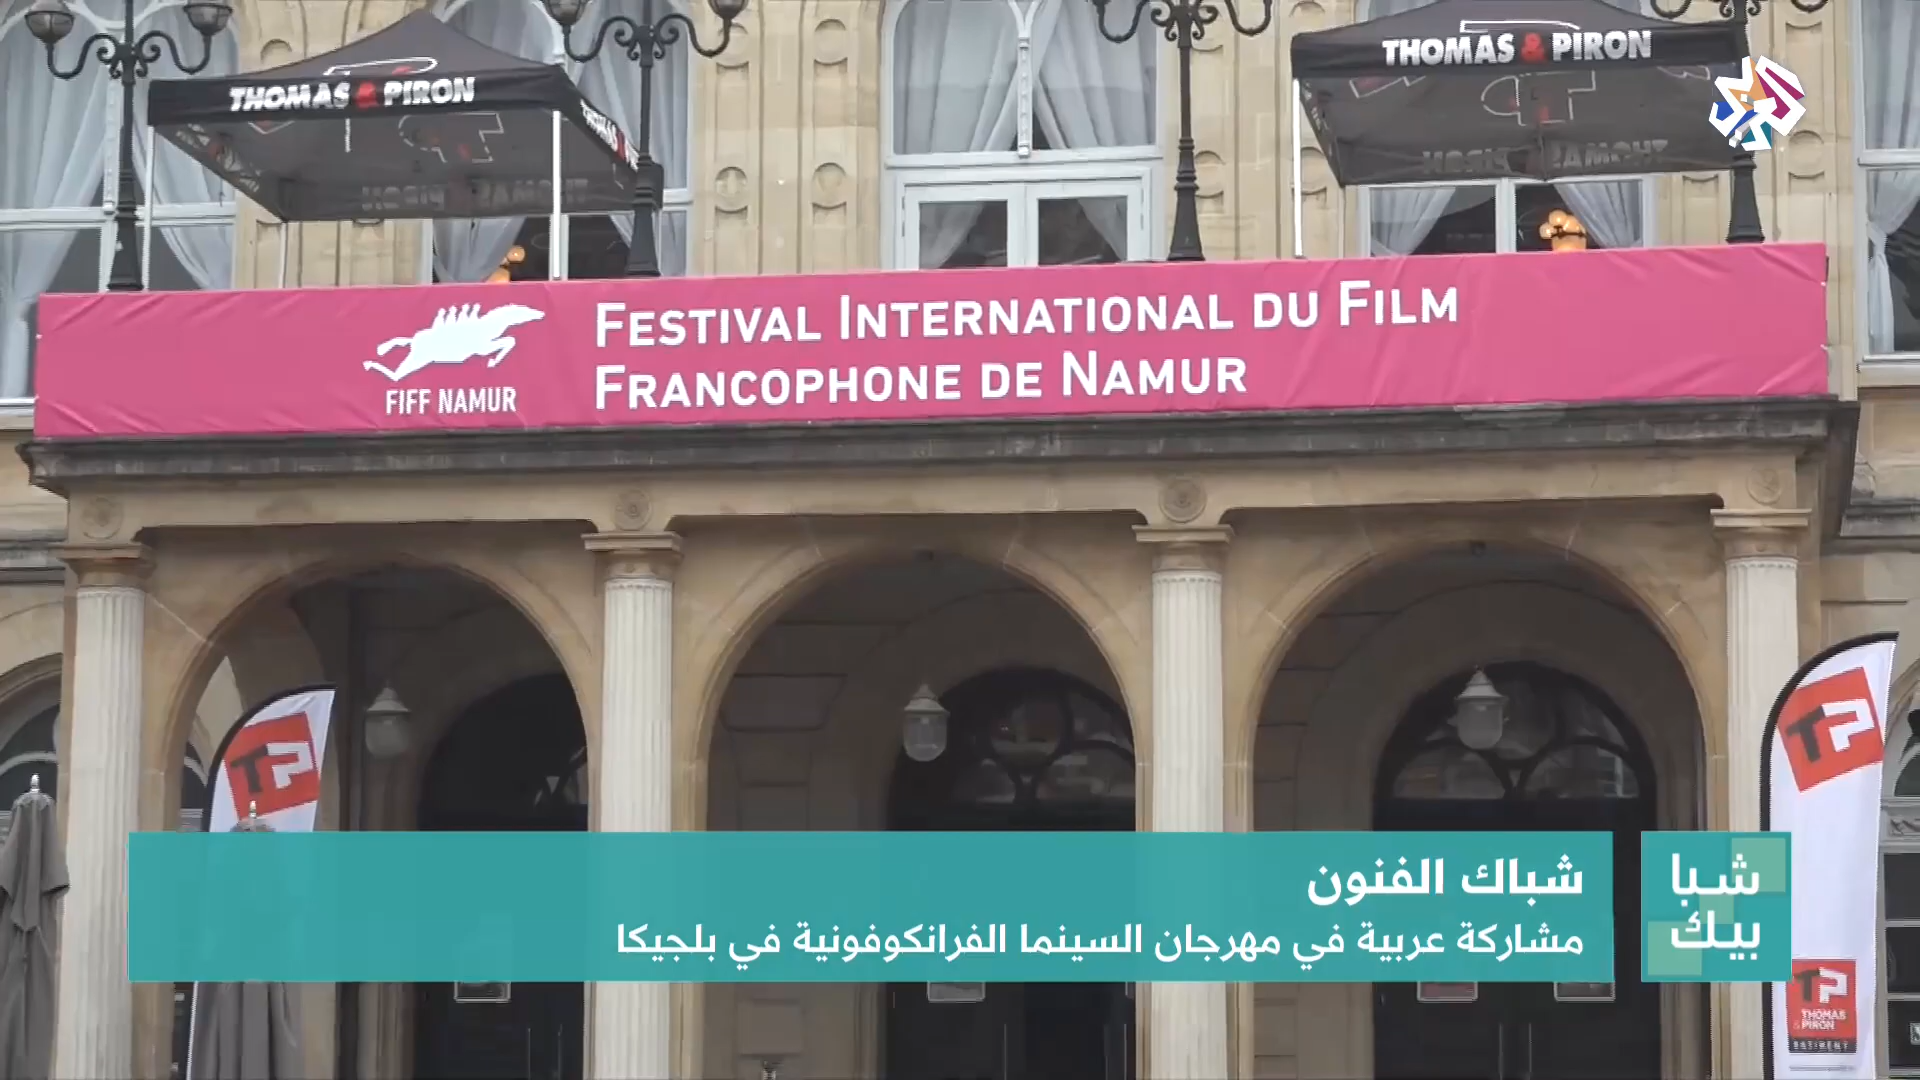 THOMAS & PIRON
THOMAS & PIRON
FESTIVAL INTERNATIONAL DU FILM
FRANCOPHONE DE NAMUR
FIFF NAMUR
TP
TP
شباك الفنون
مشاركة عربية في مهرجان السينما الفرانكوفونية في بلجيكا
شبا
بيك
TP
THOMAS
& PIRON
BATIMENT